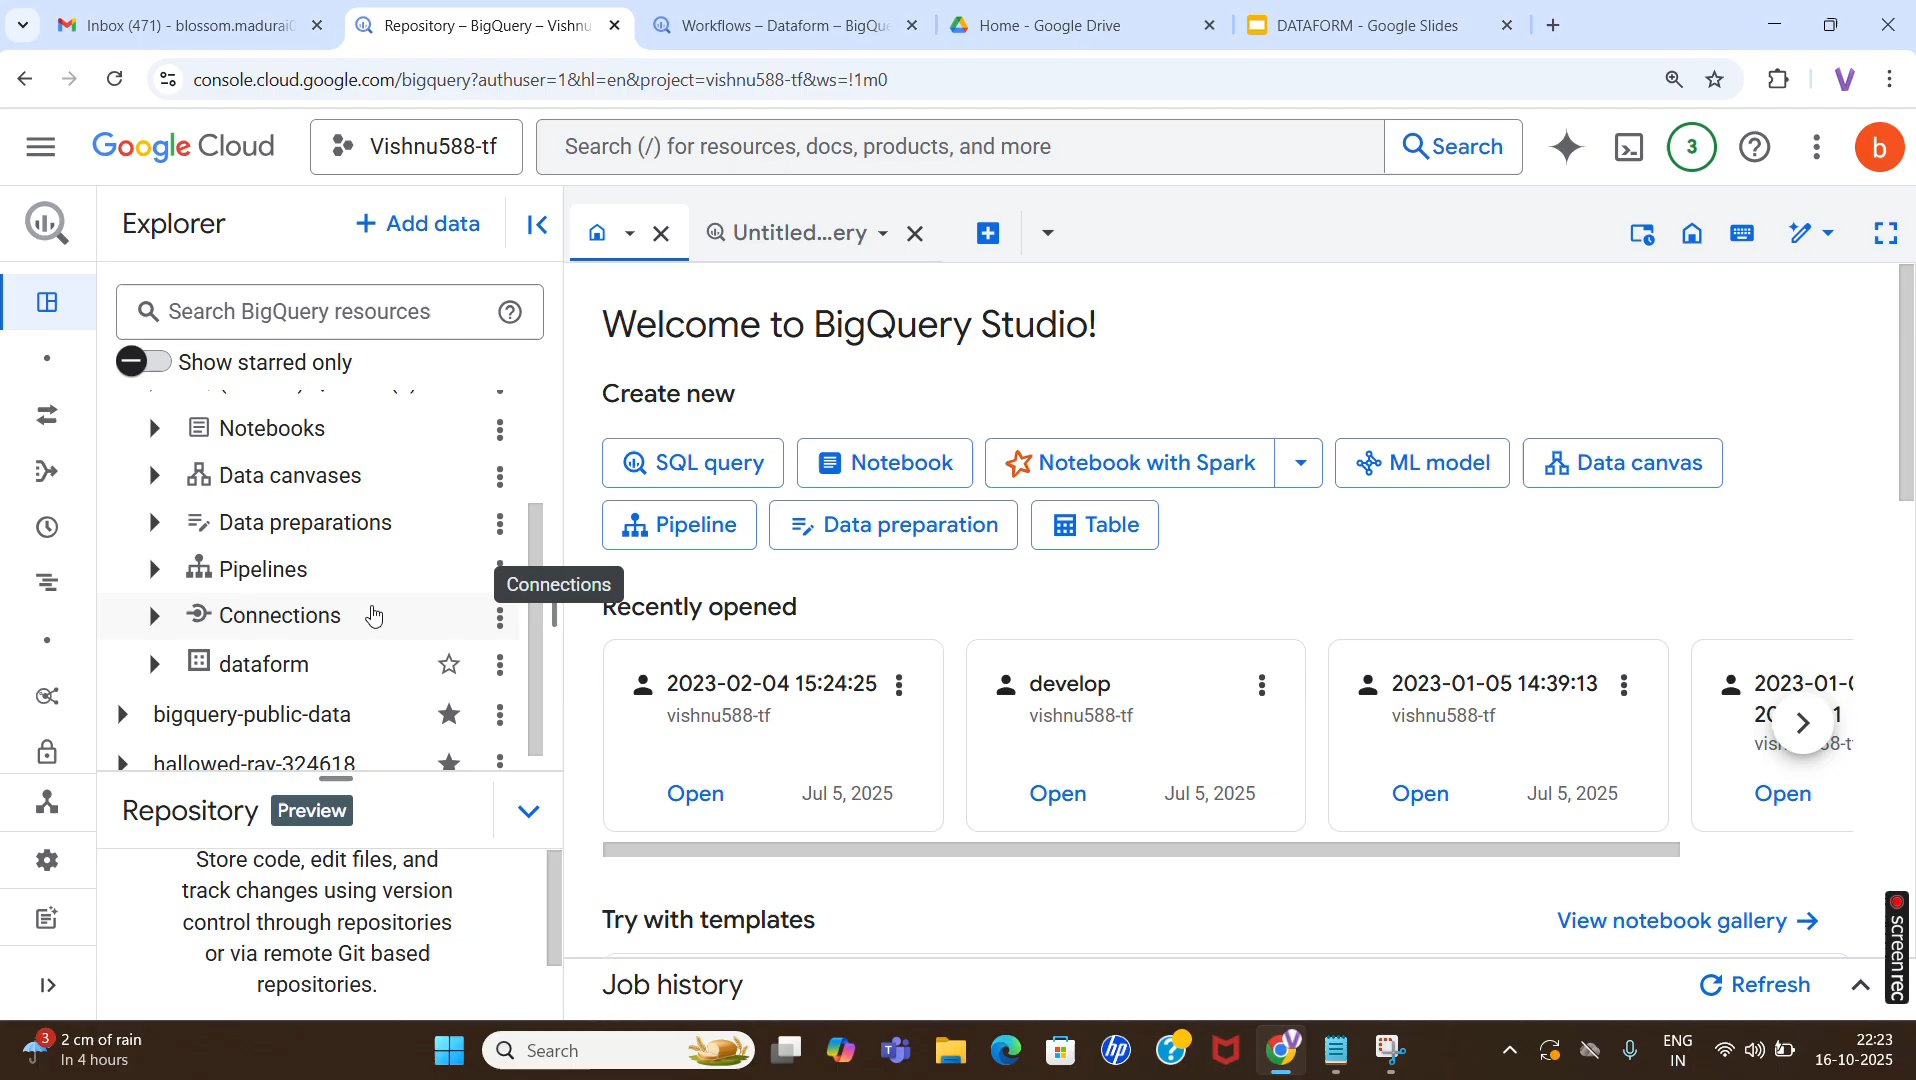 Inbox (471) - blossom.madurai
Repository – BigQuery – Vishnu
Workflows – Dataform – BigQue
Home - Google Drive
DATAFORM - Google Slides
console.cloud.google.com/bigquery?authuser=1&hl=en&project=vishnu588-tf&ws=!1m0
Google Cloud
Vishnu588-tf
Search (/) for resources, docs, products, and more
Search
3
b
Explorer
+ Add data
Untitled...ery
Search BigQuery resources
Show starred only
Notebooks
Data canvases
Data preparations
Pipelines
Connections
Connections
dataform
bigquery-public-data
hallowed-ray-324618
Repository
Preview
Store code, edit files, and
track changes using version
control through repositories
or via remote Git based
repositories.
Welcome to BigQuery Studio!
Create new
SQL query
Notebook
Notebook with Spark
ML model
Data canvas
Pipeline
Data preparation
Table
Recently opened
2023-02-04 15:24:25
vishnu588-tf
Open
Jul 5, 2025
develop
vishnu588-tf
Open
Jul 5, 2025
2023-01-05 14:39:13
vishnu588-tf
Open
Jul 5, 2025
2023-01-
Open
Try with templates
View notebook gallery
Job history
Refresh
screen rec
3
2 cm of rain
In 4 hours
Search
ENG
IN
22:23
16-10-2025